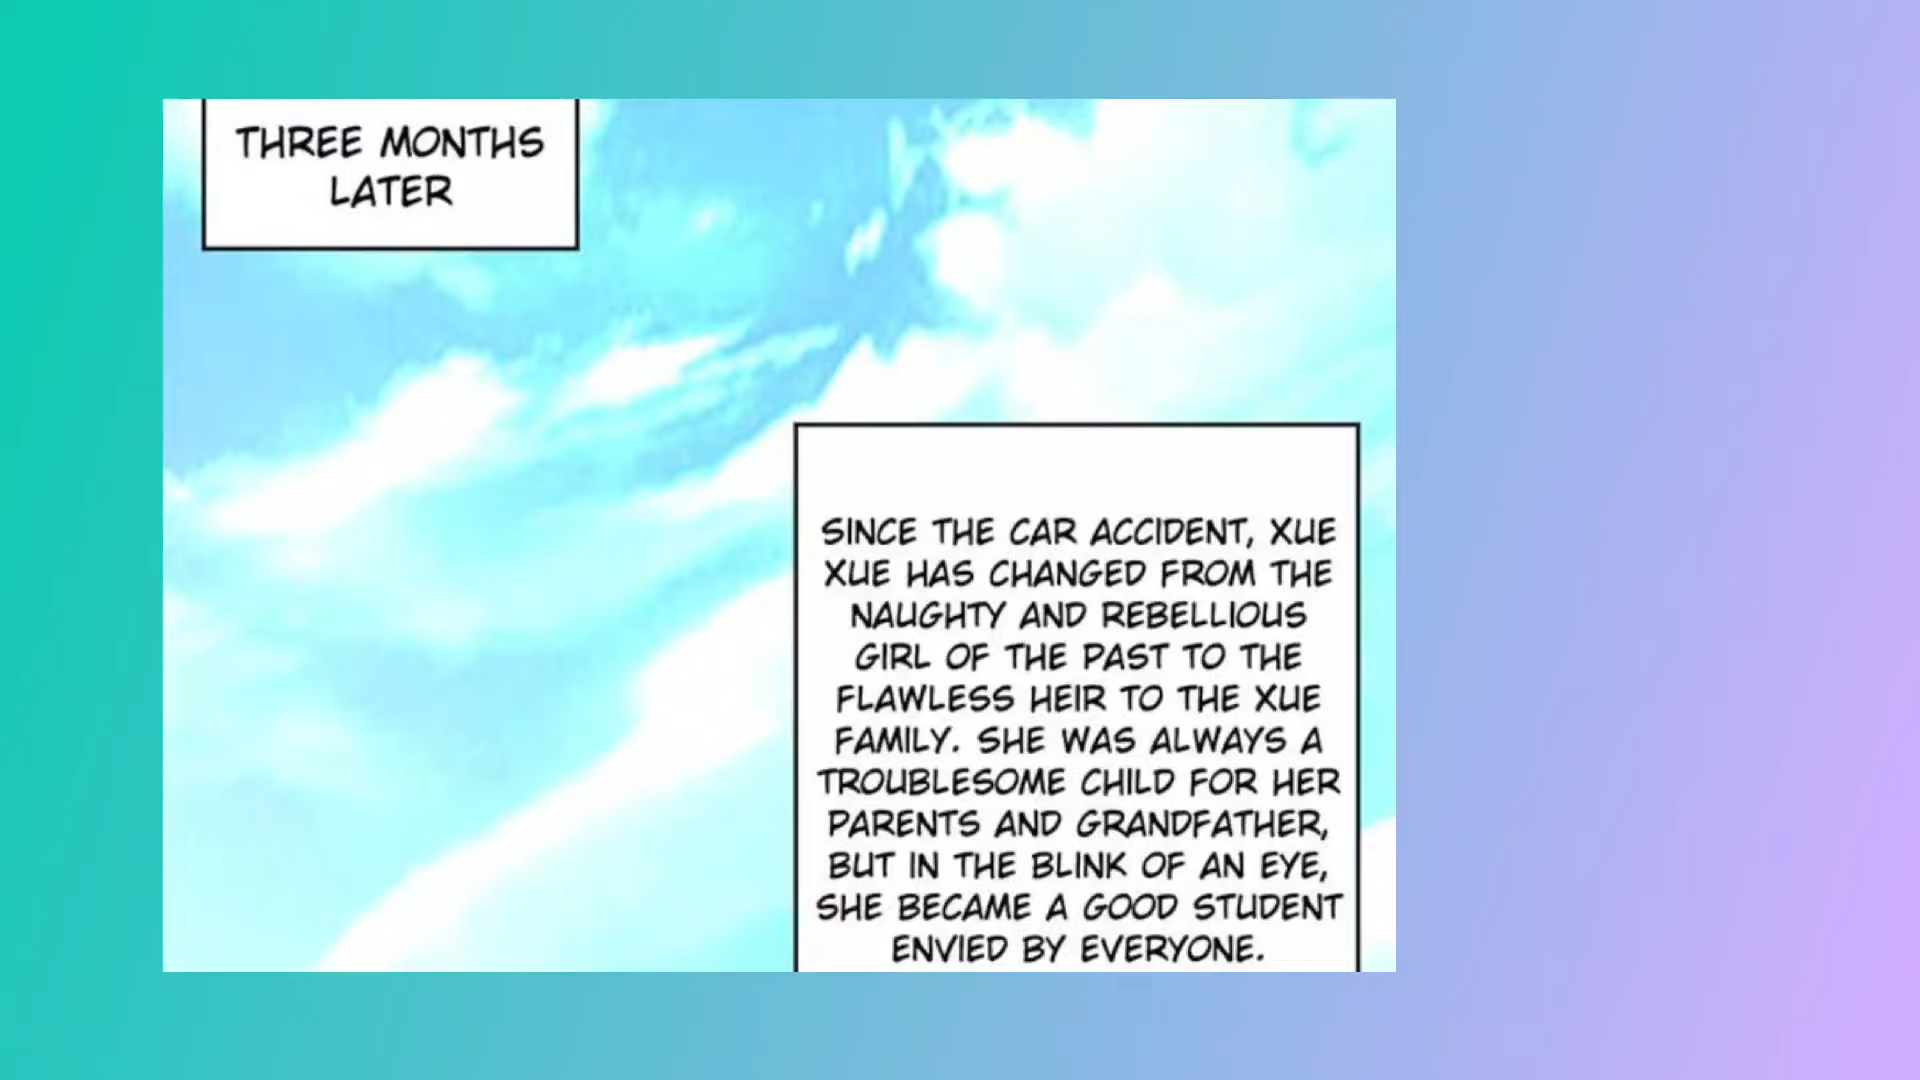 THREE MONTHS
LATER
SINCE THE CAR ACCIDENT, XUE
XUE HAS CHANGED FROM THE
NAUGHTY AND REBELLIOUS
GIRL OF THE PAST TO THE
FLAWLESS HEIR TO THE XUE
FAMILY. SHE WAS ALWAYS A
TROUBLESOME CHILD FOR HER
PARENTS AND GRANDFATHER,
BUT IN THE BLINK OF AN EYE,
SHE BECAME A GOOD STUDENT
ENVIED BY EVERYONE.